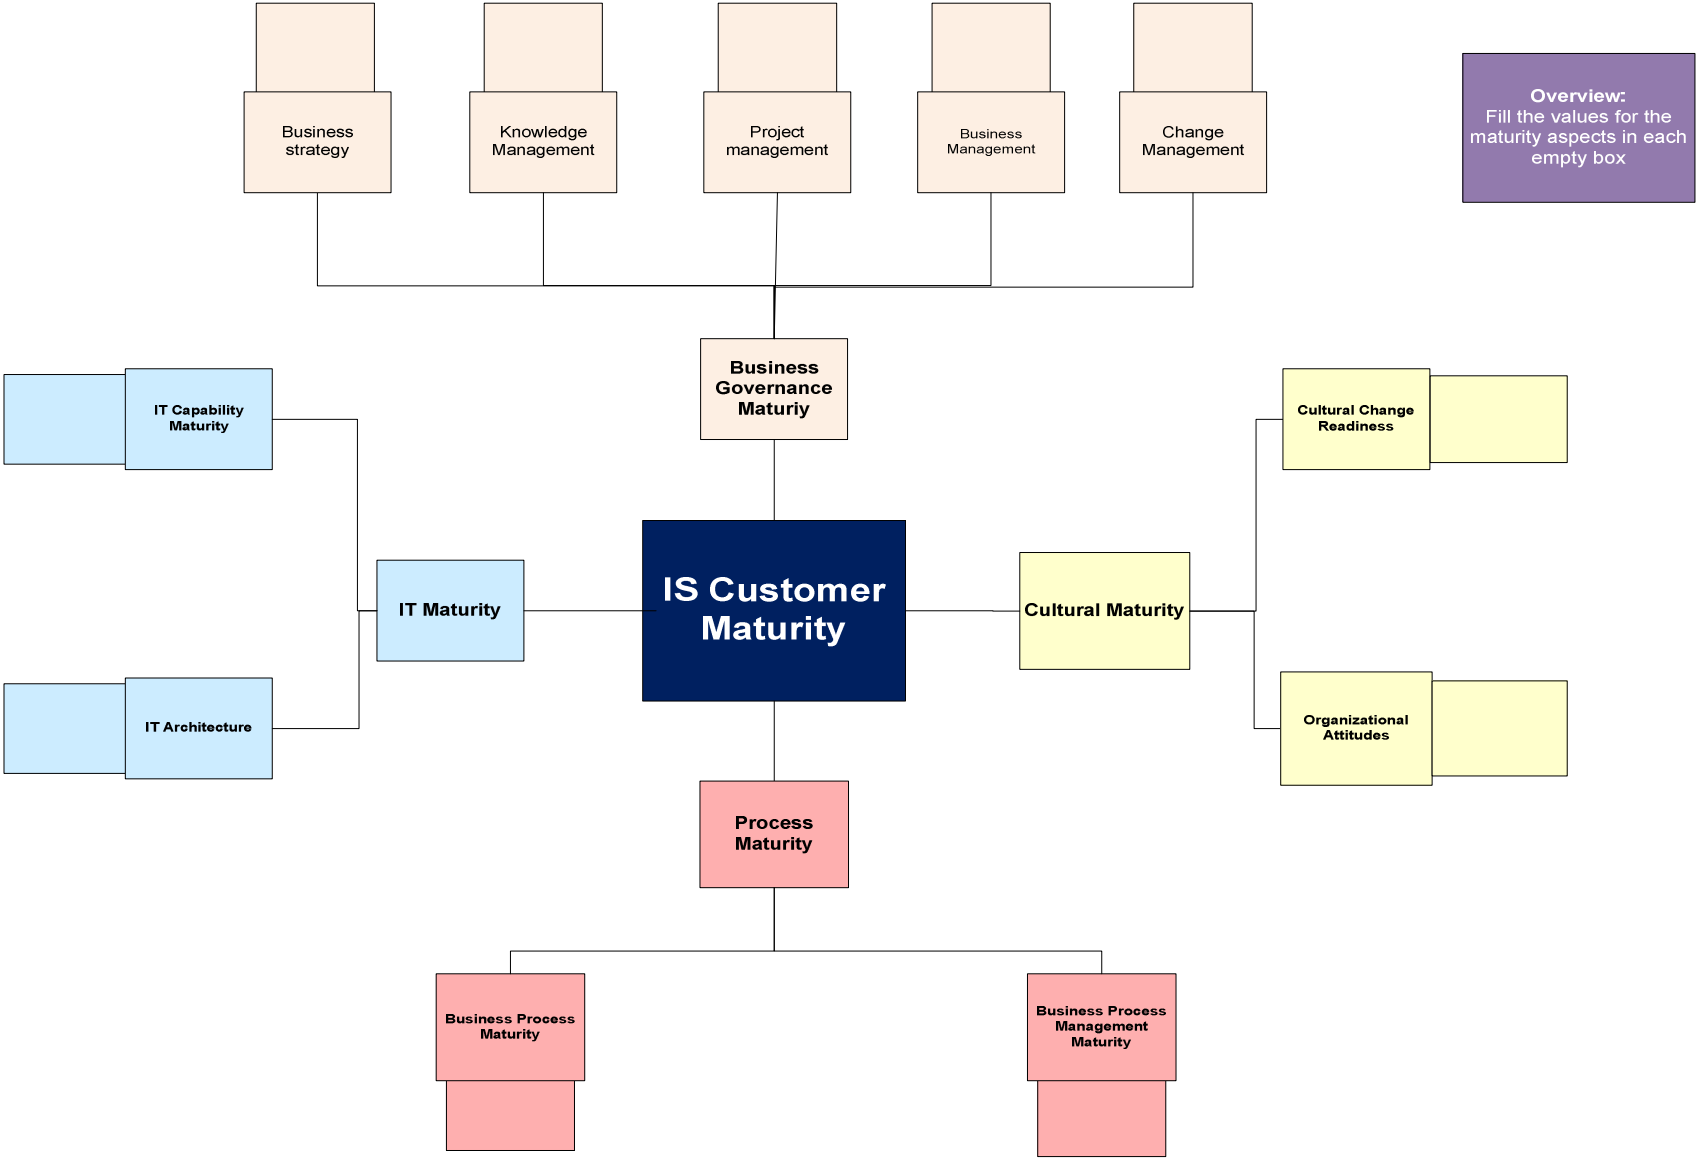 Overview:
Fill the values for the
maturity aspects in each
empty box
Business
strategy
Knowledge
Management
Project
management
Business
Management
Change
Management
Business
Governance
Maturiy
IT Capability
Maturity
Cultural Change
Readiness
IT Maturity
IS Customer
Maturity
Cultural Maturity
IT Architecture
Organizational
Attitudes
Process
Maturity
Business Process
Maturity
Business Process
Management
Maturity